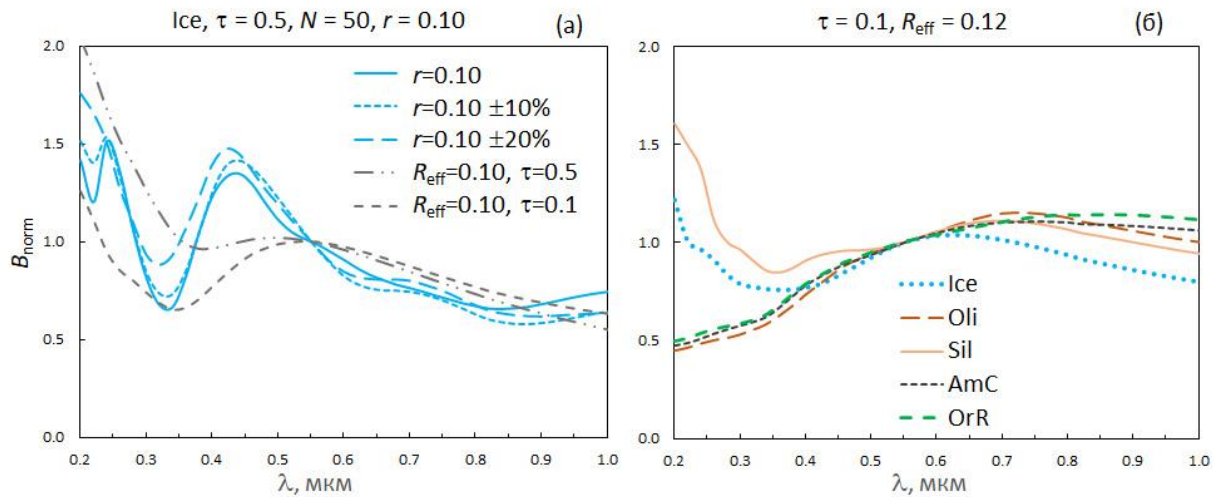 Ice, τ = 0.5, N = 50, r = 0.10
(а)
2.0
1.5
1.0
0.5
0.0
Bnorm
r=0.10
r=0.10 ±10%
r=0.10 ±20%
Reff=0.10, τ=0.5
Reff=0.10, τ=0.1
0.2 0.3 0.4 0.5 0.6 0.7 0.8 0.9 1.0
λ, мкм
τ = 0.1, Reff = 0.12
(б)
2.0
1.5
1.0
0.5
0.0
Ice
Oli
Sil
AmC
OrR
0.2 0.3 0.4 0.5 0.6 0.7 0.8 0.9 1.0
λ, мкм